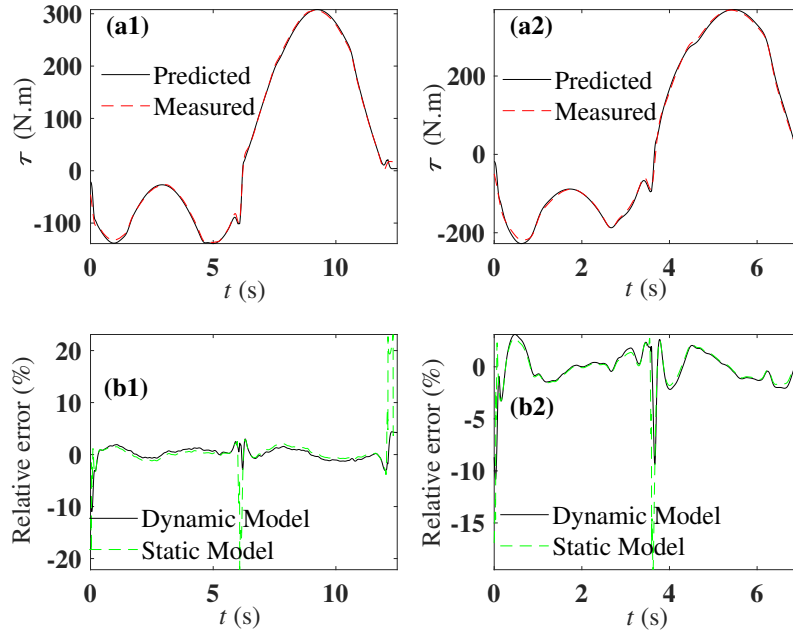 (a1)
300
200
100
0
-100
τ (N.m)
Predicted
Measured
0
5
10
t (s)
(a2)
200
0
-200
τ (N.m)
Predicted
Measured
0
2
4
6
t (s)
(b1)
20
10
0
-10
-20
Relative error (%)
Dynamic Model
Static Model
0
5
10
t (s)
(b2)
0
-5
-10
-15
Relative error (%)
Dynamic Model
Static Model
0
2
4
6
t (s)